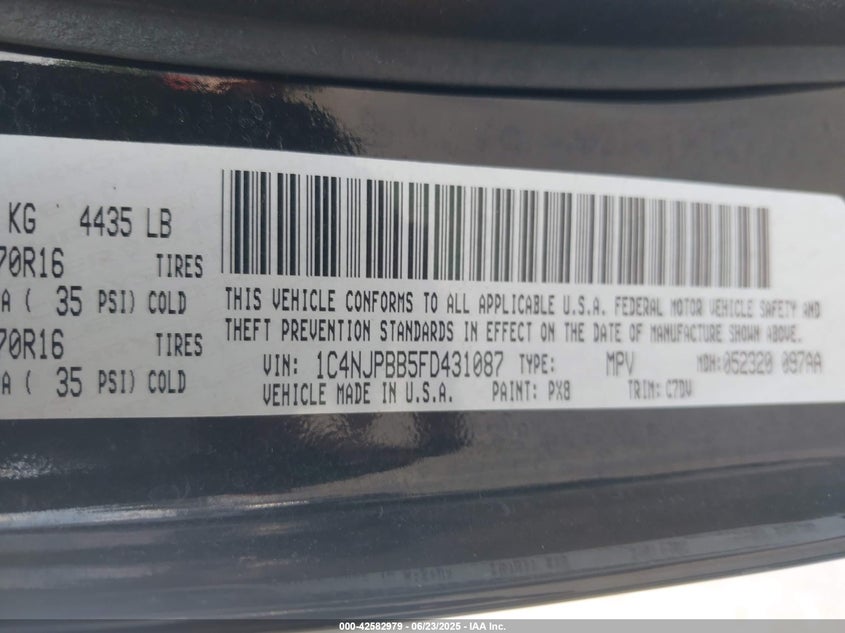 KG 4435 LB
70R16 TIRES
A ( 35 PSI) COLD
70R16 TIRES
A ( 35 PSI) COLD
THIS VEHICLE CONFORMS TO ALL APPLICABLE U.S.A. FEDERAL MOTOR VEHICLE SAFETY AND
THEFT PREVENTION STANDARDS IN EFFECT ON THE DATE OF MANUFACTURE SHOWN ABOVE.
VIN: 1C4NJPBB5FD431087 TYPE: MPV MDH:052320 097AA
VEHICLE MADE IN U.S.A. PAINT: PX8 TRIM: C7DV
000-42582979 - 06/23/2025 - IAA Inc.